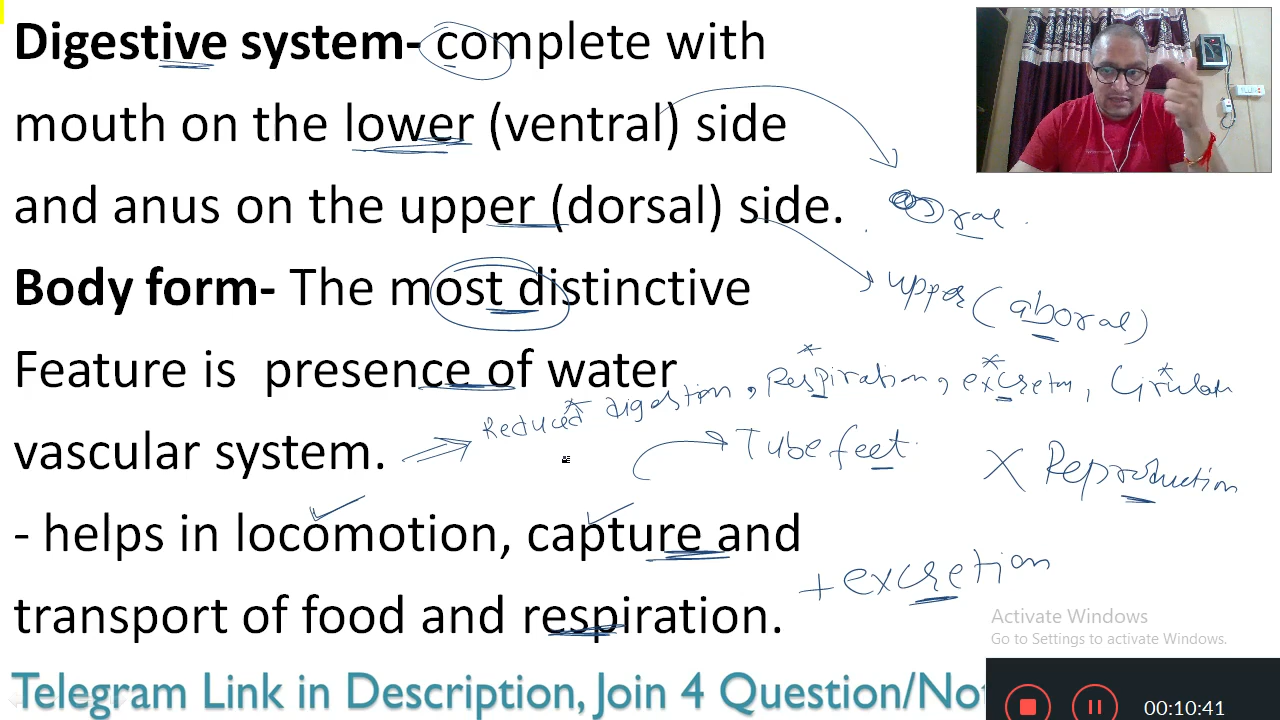 Digestive system- complete with
mouth on the lower (ventral) side
and anus on the upper (dorsal) side.
oral
upper (aboral)
Body form- The most distinctive
Feature is presence of water
vascular system.
Reduced digestion, Respiration, excretion,
Tube feet
X Reproduction
- helps in locomotion, capture and
transport of food and respiration.
+ excretion
Activate Windows
Go to Settings to activate Windows.
Telegram Link in Description, Join 4 Question/No
00:10:41